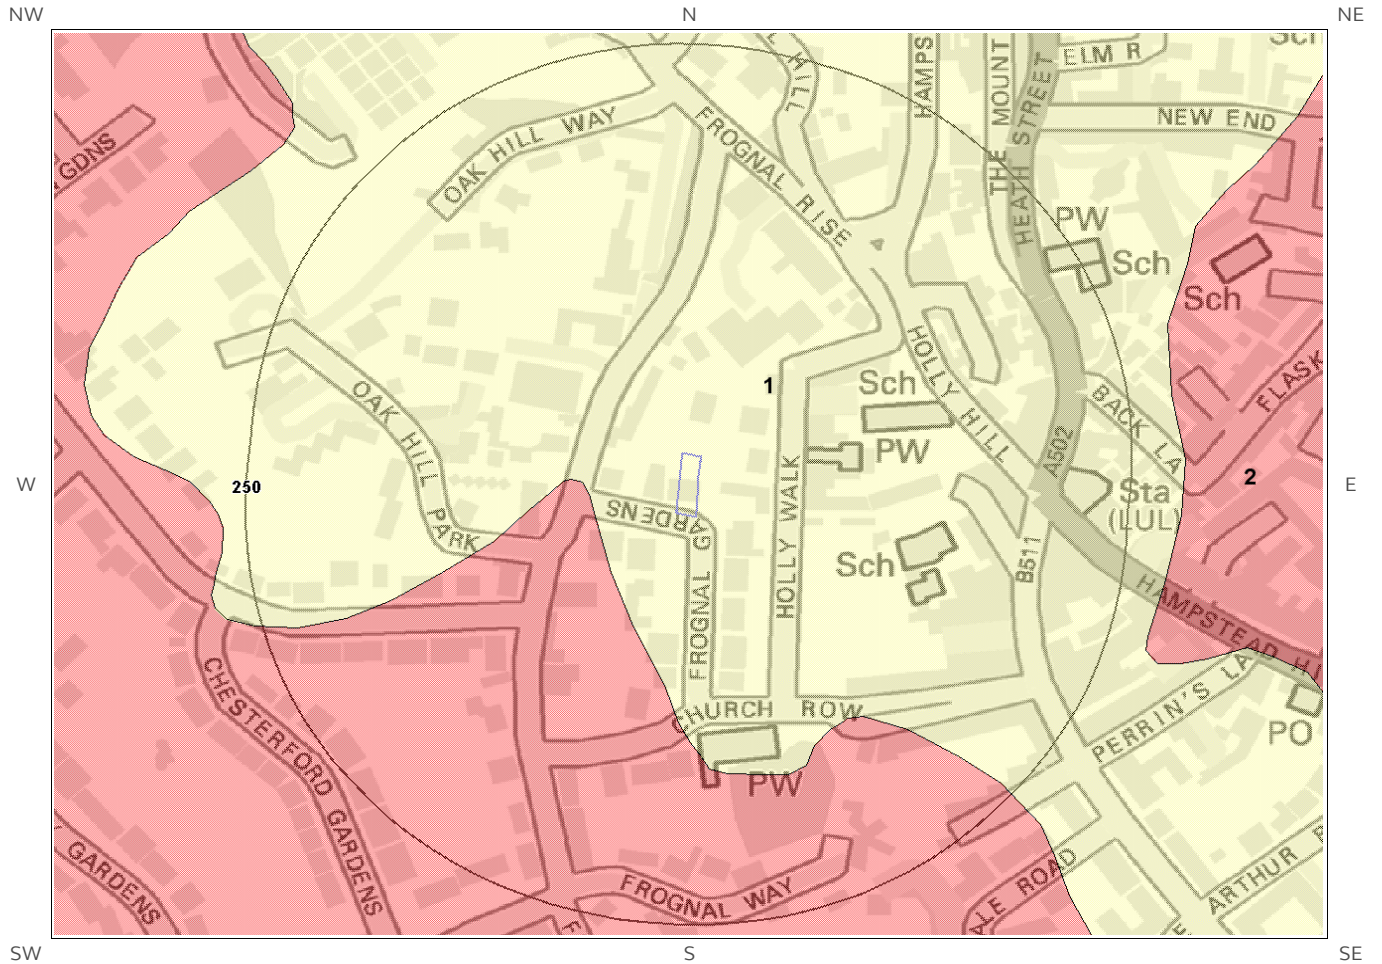 NW
N
NE
HILL
HAMPS
THE MOUNT
HEATH STREET
ELM R
Sch
NEW END
GDNS
OAK HILL WAY
FROGNAL RISE
PW
Sch
Sch
1
Sch
HOLLY HILL
PW
BACK LA
FLASK
OAK HILL PARK
W
250
A502
2
E
Sta
(LUL)
FROGNAL GARDENS
HOLLY WALK
Sch
B511
HAMPSTEAD HI
CHESTERFORD GARDENS
CHURCH ROW
PERRIN'S LA
PO
PW
GARDENS
FROGNAL WAY
ALE ROAD
ARTHUR R
F
E
SW
S
SE